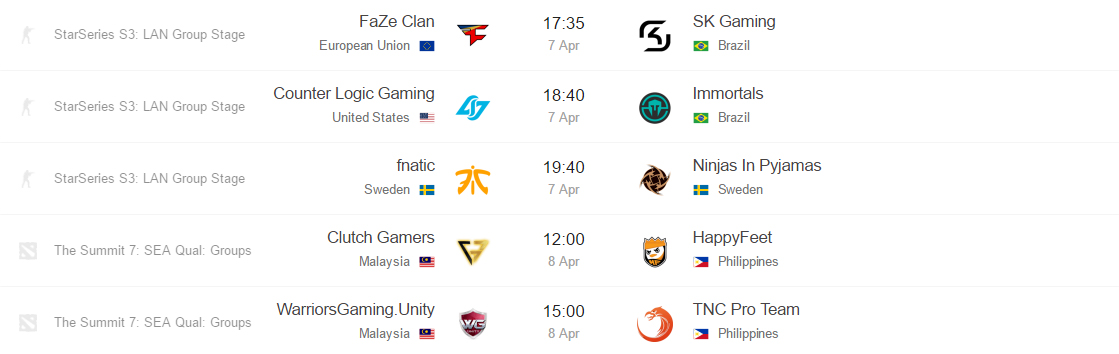 FaZe Clan 17:35 SK Gaming
StarSeries S3: LAN Group Stage
European Union 7 Apr Brazil
Counter Logic Gaming 18:40 Immortals
StarSeries S3: LAN Group Stage
United States 7 Apr Brazil
fnatic 19:40 Ninjas In Pyjamas
StarSeries S3: LAN Group Stage
Sweden 7 Apr Sweden
Clutch Gamers 12:00 HappyFeet
The Summit 7: SEA Qual: Groups
Malaysia 8 Apr Philippines
WarriorsGaming.Unity 15:00 TNC Pro Team
The Summit 7: SEA Qual: Groups
Malaysia 8 Apr Philippines